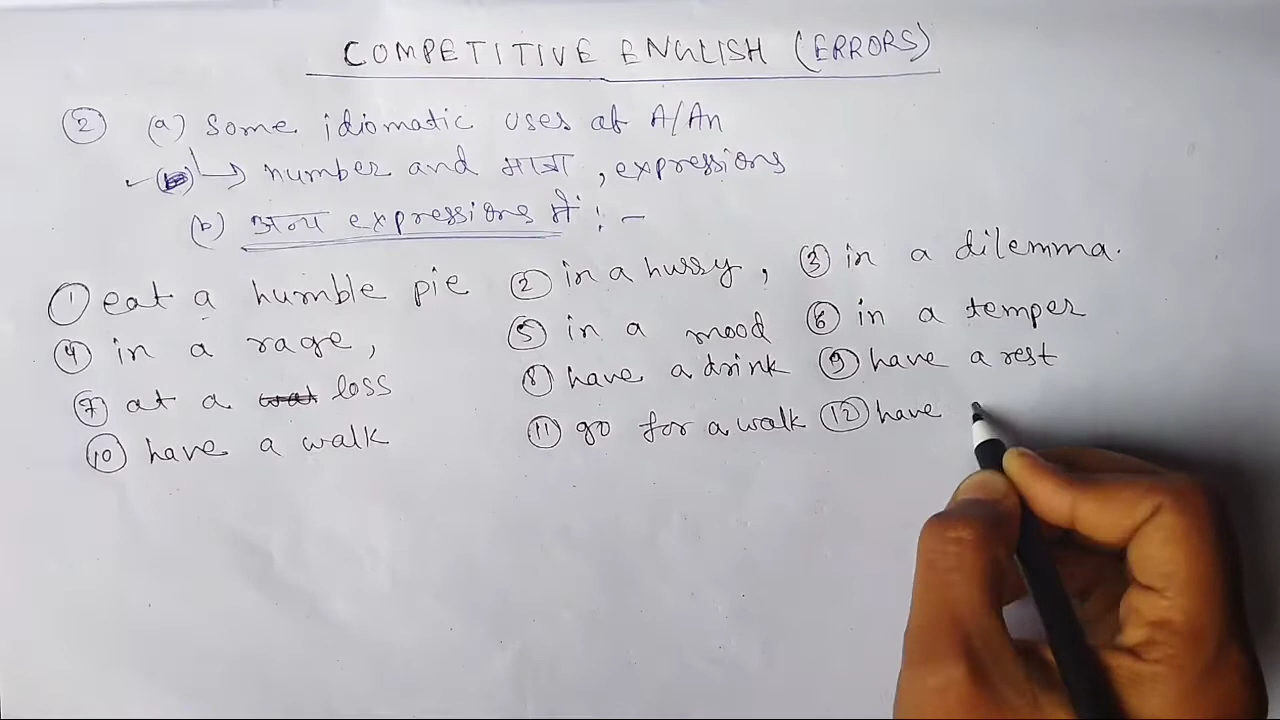 COMPETITIVE ENGLISH (ERRORS)
② (a) Some idiomatic uses of A/An
↳ number and मात्रा , expressions
(b) अन्य expressions में : –
① eat a humble pie ② in a hurry , ③ in a dilemma.
④ in a rage , ⑤ in a mood ⑥ in a temper
⑦ at a loss ⑧ have a drink ⑨ have a rest
⑩ have a walk ⑪ go for a walk ⑫ have